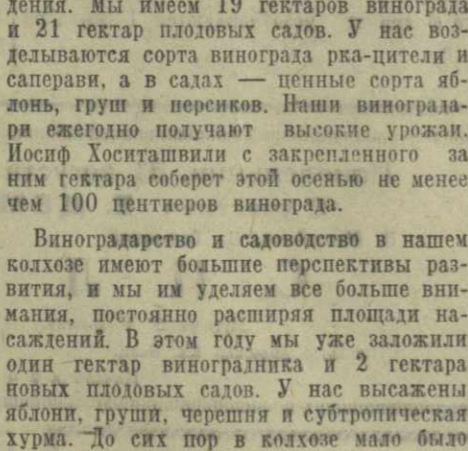 дения. Мы имеем 19 гектаров винограда
и 21 гектар плодовых садов. У нас воз-
делываются сорта винограда рка-цители и
саперави, а в садах — ценные сорта яб-
лонь, груш и персиков. Наши винограда-
ри ежегодно получают высокие урожаи.
Иосиф Хоситашвили с закрепленного за
ним гектара соберет этой осенью не менее
чем 100 центнеров винограда.
Виноградарство и садоводство в нашем
колхозе имеют большие перспективы раз-
вития, и мы им уделяем все больше вни-
мания, постоянно расширяя площади на-
саждений. В этом году мы уже заложили
один гектар виноградника и 2 гектара
новых плодовых садов. У нас высажены
яблони, груши, черешня и субтропическая
хурма. До сих пор в колхозе мало было